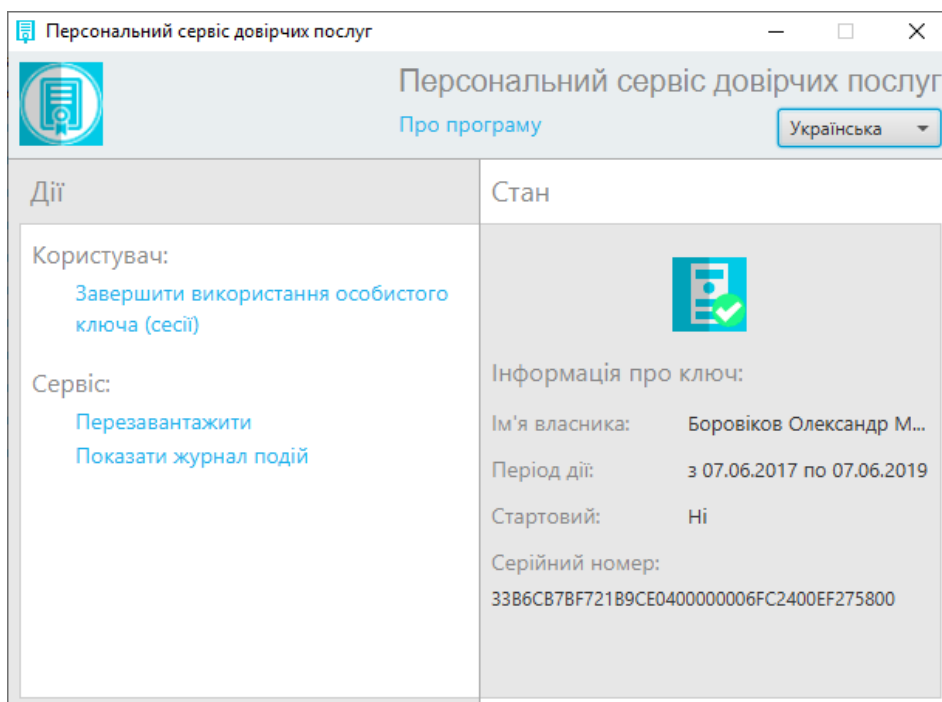 Персональний сервіс довірчих послуг
Персональний сервіс довірчих послуг
Про програму
Українська
Дії
Користувач:
Завершити використання особистого
ключа (сесії)
Сервіс:
Перезавантажити
Показати журнал подій
Стан
Інформація про ключ:
Ім'я власника: Боровіков Олександр М...
Період дії: з 07.06.2017 по 07.06.2019
Стартовий: Ні
Серійний номер:
33B6CB7BF721B9CE0400000006FC2400EF275800